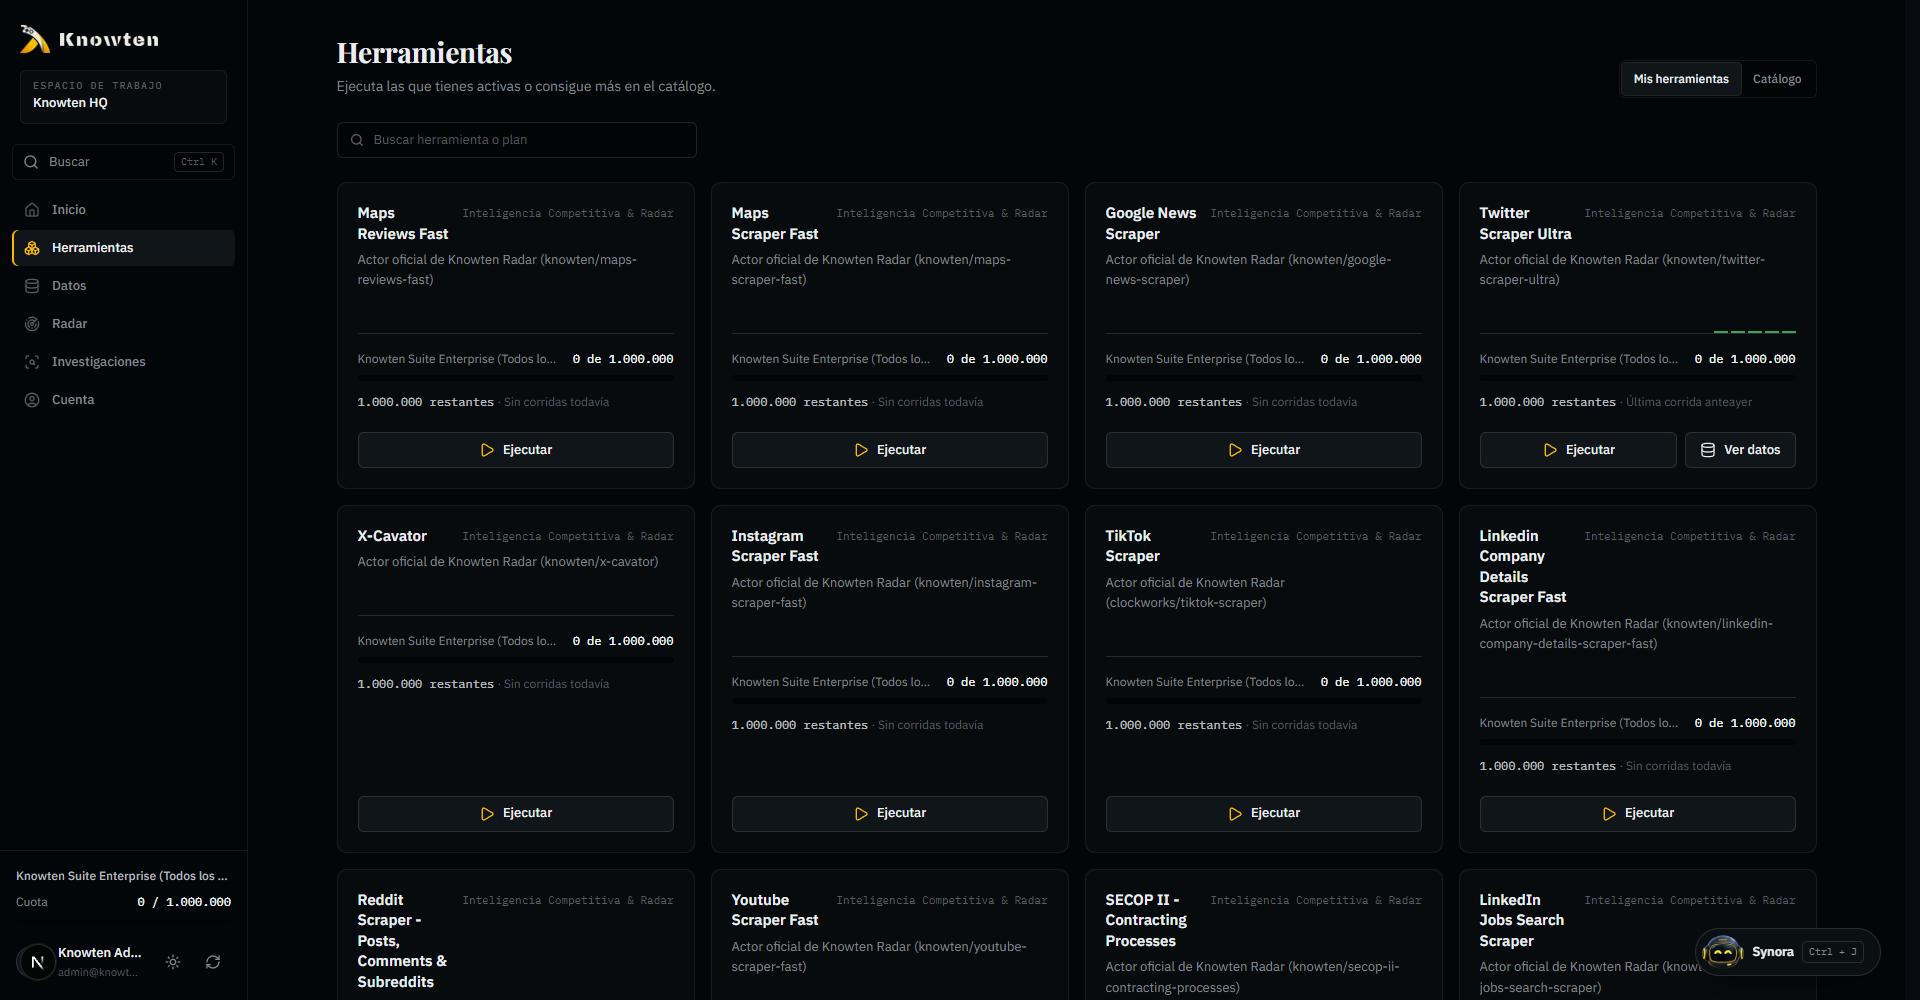 Knowten
ESPACIO DE TRABAJO
Knowten HQ
Buscar
Ctrl K
Inicio
Herramientas
Datos
Radar
Investigaciones
Cuenta
Knowten Suite Enterprise (Todos los ...
Cuota
0 / 1.000.000
N
Knowten Ad...
admin@knowt...
Herramientas
Ejecuta las que tienes activas o consigue más en el catálogo.
Mis herramientas
Catálogo
Buscar herramienta o plan
Maps
Reviews Fast
Inteligencia Competitiva & Radar
Actor oficial de Knowten Radar (knowten/maps-
reviews-fast)
Knowten Suite Enterprise (Todos lo...
0 de 1.000.000
1.000.000 restantes · Sin corridas todavía
Ejecutar
Maps
Scraper Fast
Inteligencia Competitiva & Radar
Actor oficial de Knowten Radar (knowten/maps-
scraper-fast)
Knowten Suite Enterprise (Todos lo...
0 de 1.000.000
1.000.000 restantes · Sin corridas todavía
Ejecutar
Google News
Scraper
Inteligencia Competitiva & Radar
Actor oficial de Knowten Radar (knowten/google-
news-scraper)
Knowten Suite Enterprise (Todos lo...
0 de 1.000.000
1.000.000 restantes · Sin corridas todavía
Ejecutar
Twitter
Scraper Ultra
Inteligencia Competitiva & Radar
Actor oficial de Knowten Radar (knowten/twitter-
scraper-ultra)
Knowten Suite Enterprise (Todos lo...
0 de 1.000.000
1.000.000 restantes · Última corrida anteayer
Ejecutar
Ver datos
X-Cavator
Inteligencia Competitiva & Radar
Actor oficial de Knowten Radar (knowten/x-cavator)
Knowten Suite Enterprise (Todos lo...
0 de 1.000.000
1.000.000 restantes · Sin corridas todavía
Ejecutar
Instagram
Scraper Fast
Inteligencia Competitiva & Radar
Actor oficial de Knowten Radar (knowten/instagram-
scraper-fast)
Knowten Suite Enterprise (Todos lo...
0 de 1.000.000
1.000.000 restantes · Sin corridas todavía
Ejecutar
TikTok
Scraper
Inteligencia Competitiva & Radar
Actor oficial de Knowten Radar
(clockworks/tiktok-scraper)
Knowten Suite Enterprise (Todos lo...
0 de 1.000.000
1.000.000 restantes · Sin corridas todavía
Ejecutar
Linkedin
Company
Details
Scraper Fast
Inteligencia Competitiva & Radar
Actor oficial de Knowten Radar (knowten/linkedin-
company-details-scraper-fast)
Knowten Suite Enterprise (Todos lo...
0 de 1.000.000
1.000.000 restantes · Sin corridas todavía
Ejecutar
Reddit
Scraper -
Posts,
Comments &
Subreddits
Inteligencia Competitiva & Radar
Youtube
Scraper Fast
Inteligencia Competitiva & Radar
Actor oficial de Knowten Radar (knowten/youtube-
scraper-fast)
SECOP II -
Contracting
Processes
Inteligencia Competitiva & Radar
Actor oficial de Knowten Radar (knowten/secop-ii-
contracting-processes)
LinkedIn
Jobs Search
Scraper
Inteligencia Competitiva & Radar
Actor oficial de Knowten Radar (know
jobs-search-scraper)
Synora
Ctrl + J